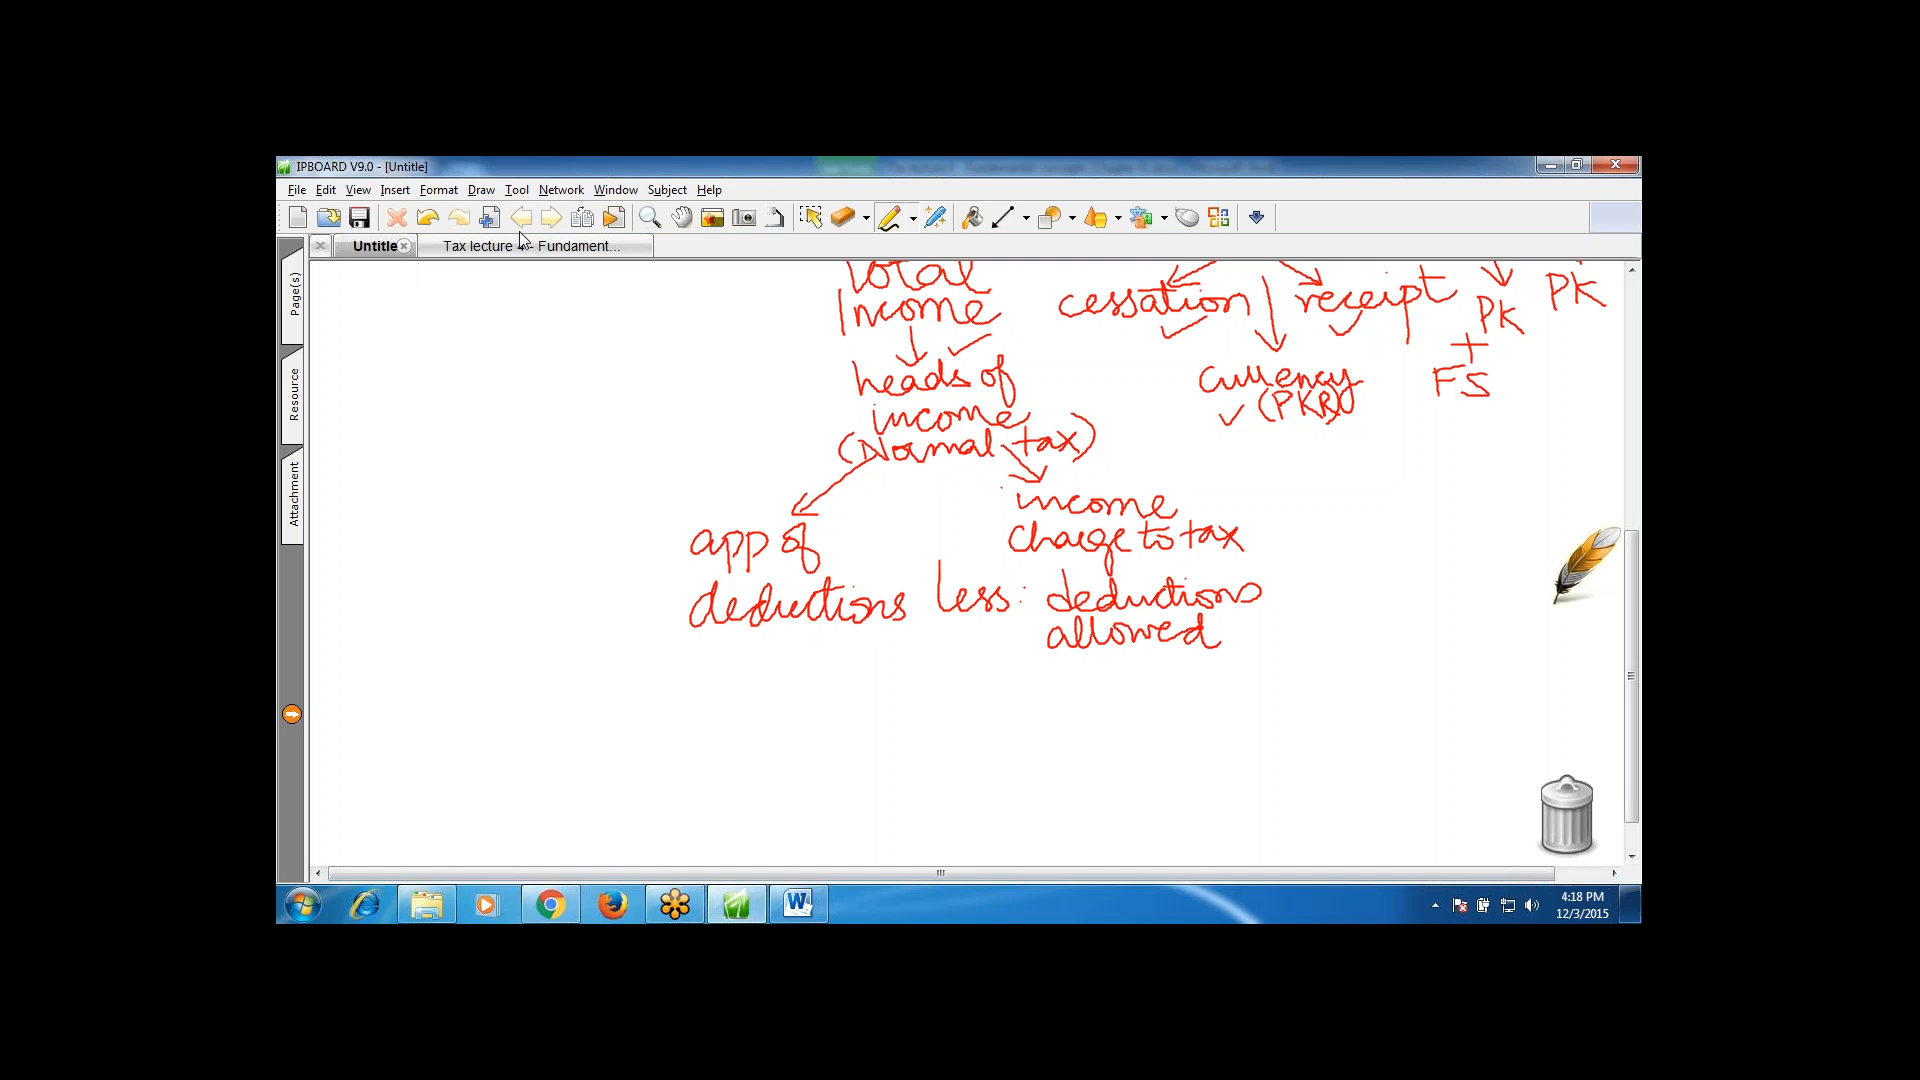 IPBOARD V9.0 - [Untitle]
File Edit View Insert Format Draw Tool Network Window Subject Help
Untitle Tax lecture 4 - Fundament...
Page(s)
Resource
Attachment
Total
Income
cessation receipt PK PK
+
FS
heads of
income
(Normal tax)
currency
(PKR)
app of
deductions
income
charge to tax
less: deductions
allowed
4:18 PM
12/3/2015